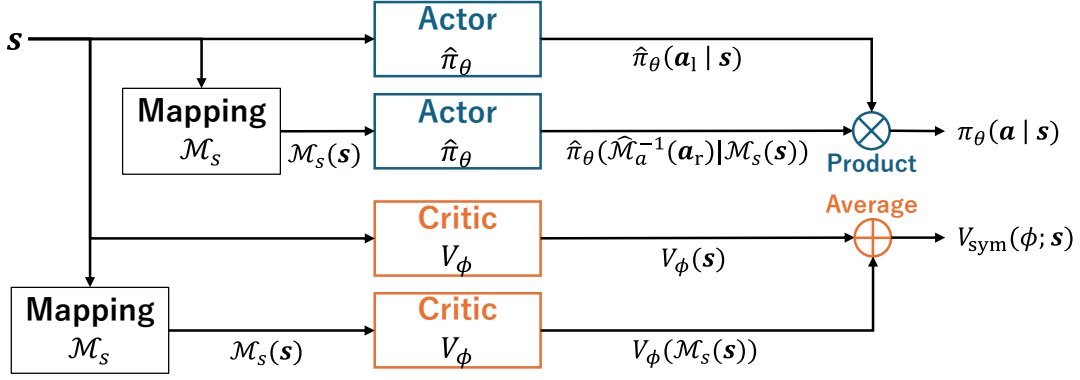 s
Actor
π̂_θ
π̂_θ(a_l | s)
Mapping
ℳ_s
ℳ_s(s)
Actor
π̂_θ
π̂_θ(ℳ̂_a^{-1}(a_r)|ℳ_s(s))
Product
π_θ(a | s)
Critic
V_ϕ
V_ϕ(s)
Average
V_sym(ϕ; s)
Mapping
ℳ_s
ℳ_s(s)
Critic
V_ϕ
V_ϕ(ℳ_s(s))